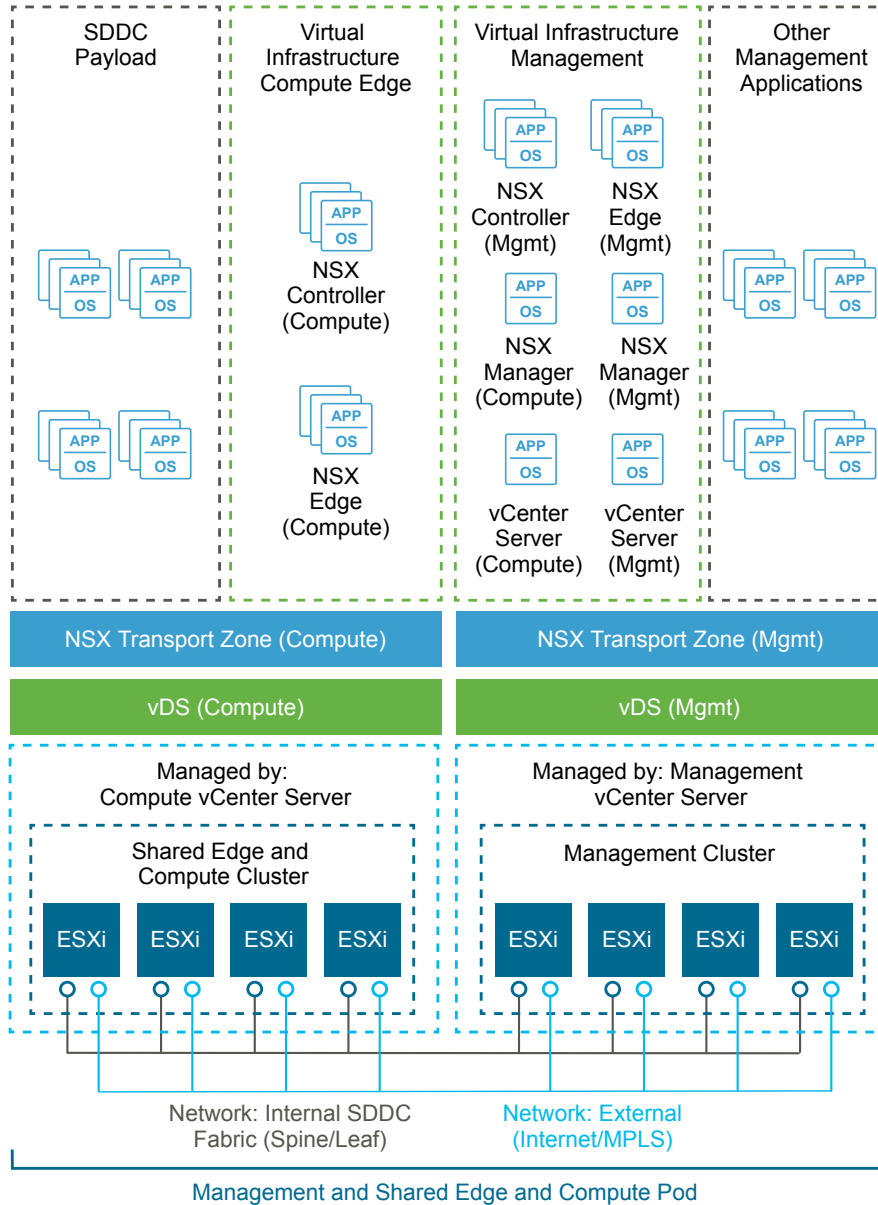 SDDC
Payload
Virtual
Infrastructure
Compute Edge
Virtual Infrastructure
Management
Other
Management
Applications
APP
OS
APP
OS
NSX
Controller
(Mgmt)
NSX
Edge
(Mgmt)
APP
OS
NSX
Controller
(Compute)
APP
OS
APP
OS
APP
OS
NSX
Manager
(Compute)
APP
OS
NSX
Manager
(Mgmt)
APP
OS
APP
OS
APP
OS
APP
OS
APP
OS
NSX
Edge
(Compute)
APP
OS
vCenter
Server
(Compute)
APP
OS
vCenter
Server
(Mgmt)
APP
OS
APP
OS
NSX Transport Zone (Compute)
NSX Transport Zone (Mgmt)
vDS (Compute)
vDS (Mgmt)
Managed by:
Compute vCenter Server
Managed by: Management
vCenter Server
Shared Edge and
Compute Cluster
Management Cluster
ESXi
ESXi
ESXi
ESXi
ESXi
ESXi
ESXi
ESXi
Network: Internal SDDC
Fabric (Spine/Leaf)
Network: External
(Internet/MPLS)
Management and Shared Edge and Compute Pod